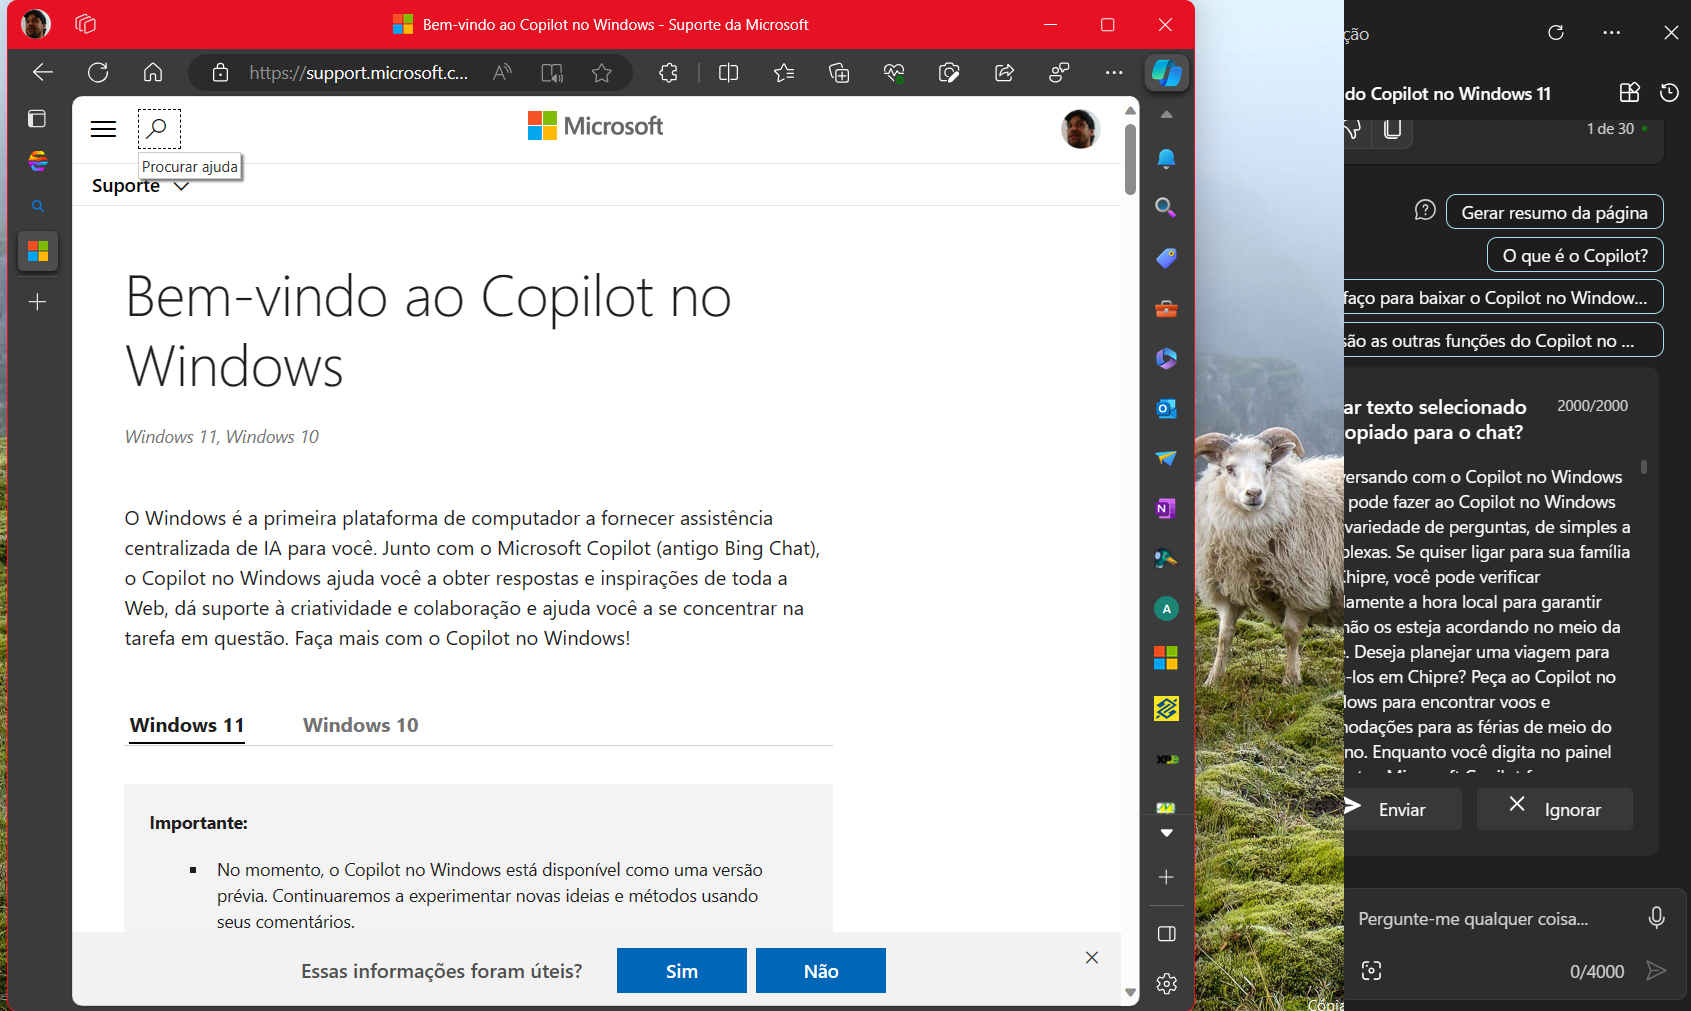 Bem-vindo ao Copilot no Windows - Suporte da Microsoft
https://support.microsoft.c...
Microsoft
Procurar ajuda
Suporte
Bem-vindo ao Copilot no
Windows
Windows 11, Windows 10
O Windows é a primeira plataforma de computador a fornecer assistência
centralizada de IA para você. Junto com o Microsoft Copilot (antigo Bing Chat),
o Copilot no Windows ajuda você a obter respostas e inspirações de toda a
Web, dá suporte à criatividade e colaboração e ajuda você a se concentrar na
tarefa em questão. Faça mais com o Copilot no Windows!
Windows 11
Windows 10
Importante:
No momento, o Copilot no Windows está disponível como uma versão
prévia. Continuaremos a experimentar novas ideias e métodos usando
seus comentários.
Essas informações foram úteis?
Sim
Não
A
ção
do Copilot no Windows 11
1 de 30
Gerar resumo da página
O que é o Copilot?
faço para baixar o Copilot no Window...
são as outras funções do Copilot no ...
ar texto selecionado
2000/2000
opiado para o chat?
versando com o Copilot no Windows
pode fazer ao Copilot no Windows
variedade de perguntas, de simples a
plexas. Se quiser ligar para sua família
Chipre, você pode verificar
damente a hora local para garantir
não os esteja acordando no meio da
. Deseja planejar uma viagem para
-los em Chipre? Peça ao Copilot no
dows para encontrar voos e
modações para as férias de meio do
no. Enquanto você digita no painel
Enviar
Ignorar
Pergunte-me qualquer coisa...
0/4000
Cópia